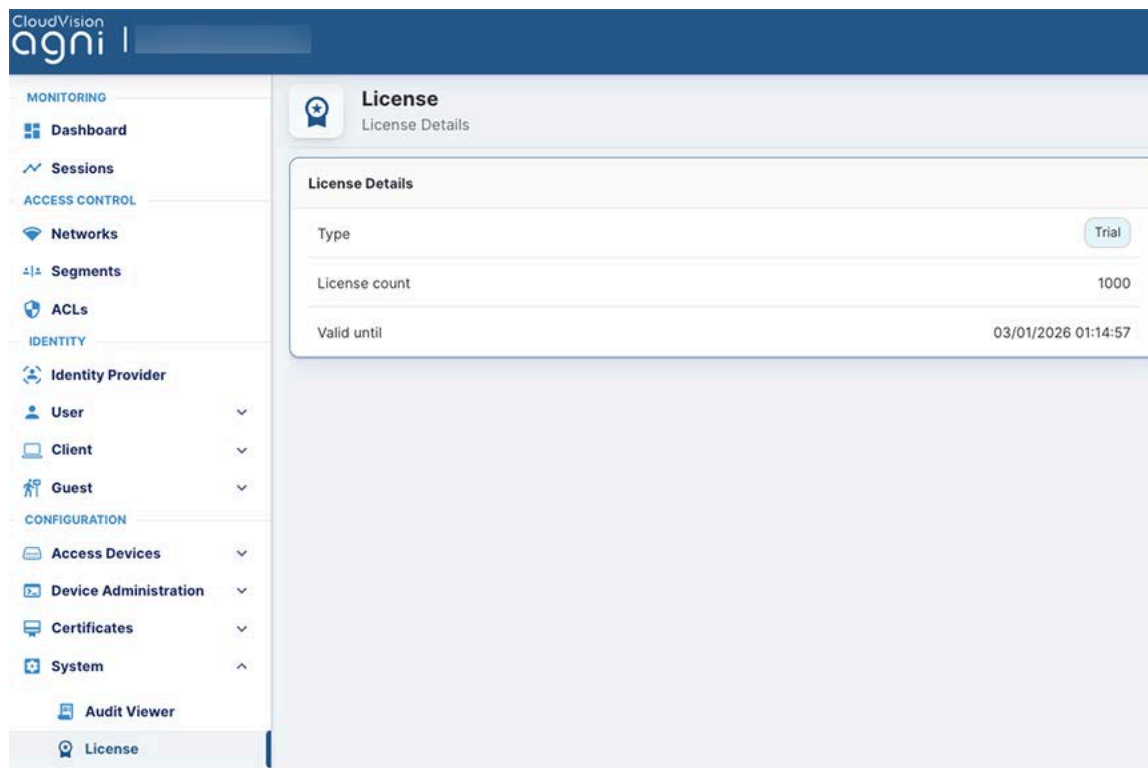 CloudVision
agni |
MONITORING
Dashboard
Sessions
ACCESS CONTROL
Networks
Segments
ACLs
IDENTITY
Identity Provider
User
Client
Guest
CONFIGURATION
Access Devices
Device Administration
Certificates
System
Audit Viewer
License
License
License Details
License Details
Type Trial
License count 1000
Valid until 03/01/2026 01:14:57